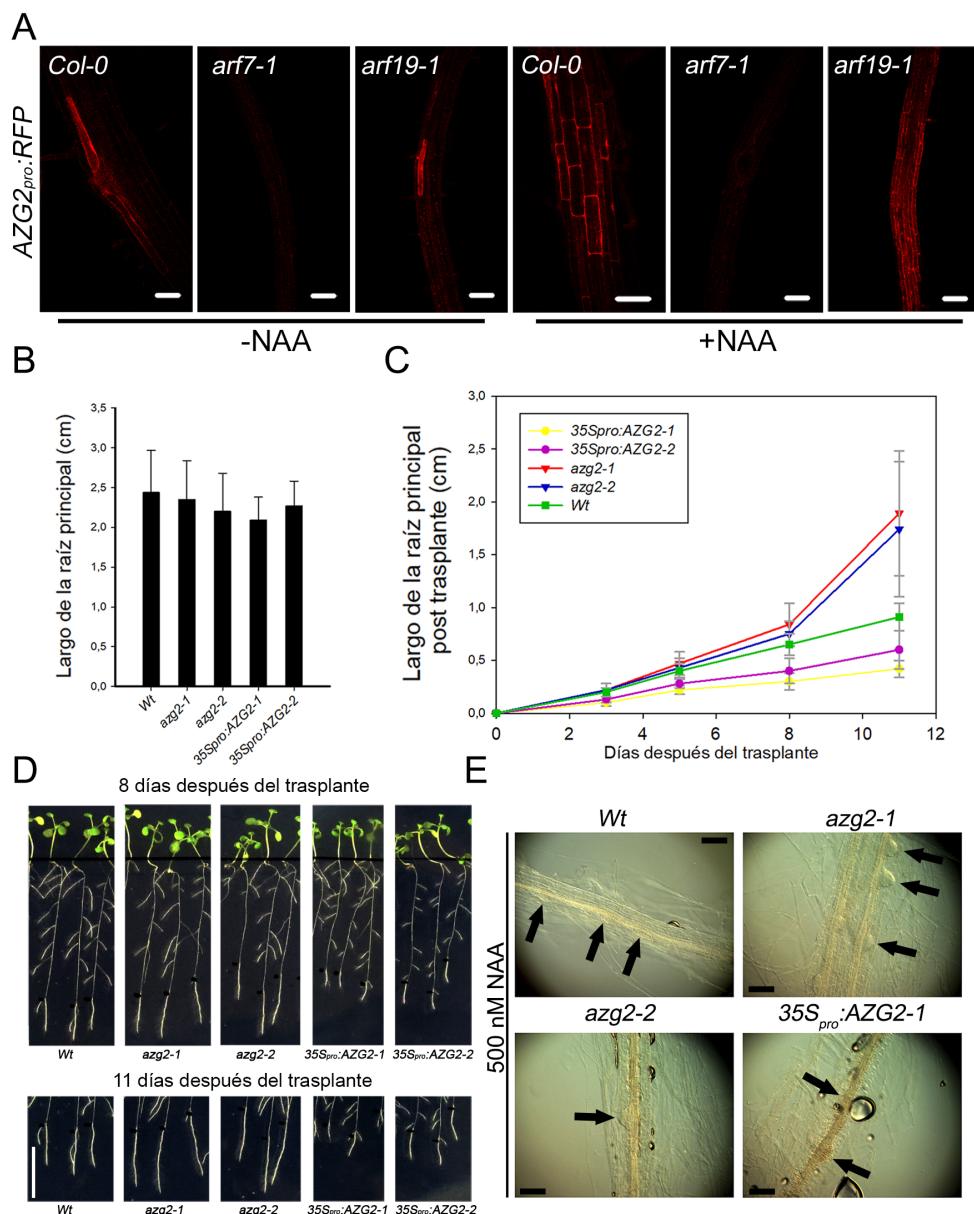 A
Col-0
arf7-1
arf19-1
Col-0
arf7-1
arf19-1
AZG2pro:RFP
-NAA
+NAA
B
C
3,5
3,0
2,5
2,0
1,5
1,0
0,5
0,0
Largo de la raíz principal (cm)
Wt
azg2-1
azg2-2
35Spro:AZG2-1
35Spro:AZG2-2
3,0
2,5
2,0
1,5
1,0
0,5
0,0
Largo de la raíz principal
post trasplante (cm)
35Spro:AZG2-1
35Spro:AZG2-2
azg2-1
azg2-2
Wt
0 2 4 6 8 10 12
Días después del trasplante
D
8 días después del trasplante
Wt
azg2-1
azg2-2
35Spro:AZG2-1
35Spro:AZG2-2
11 días después del trasplante
Wt
azg2-1
azg2-2
35Spro:AZG2-1
35Spro:AZG2-2
E
Wt
azg2-1
azg2-2
35Spro:AZG2-1
500 nM NAA